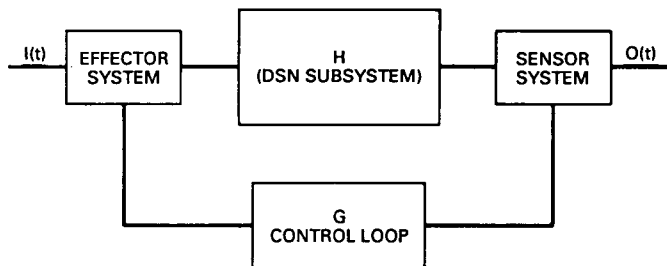 I(t)
EFFECTOR
SYSTEM
H
(DSN SUBSYSTEM)
SENSOR
SYSTEM
O(t)
G
CONTROL LOOP